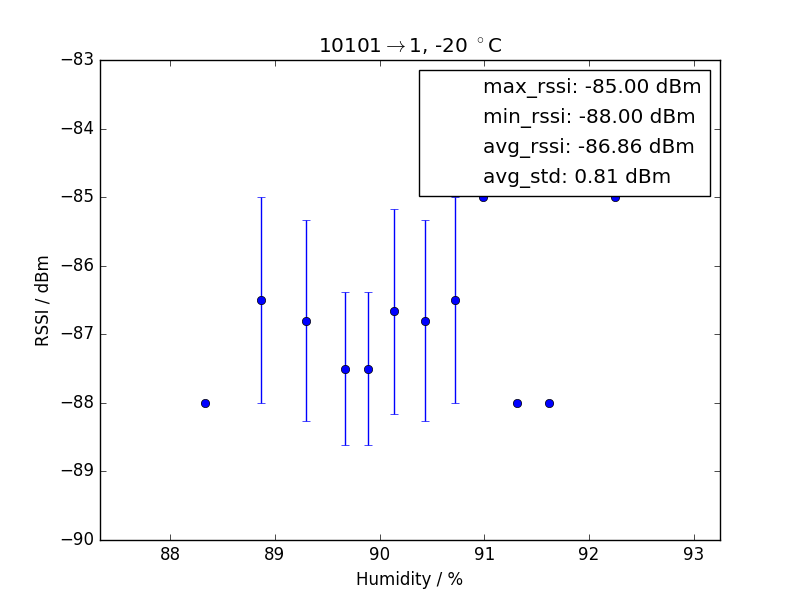 10101→1, -20 °C
max_rssi: -85.00 dBm
min_rssi: -88.00 dBm
avg_rssi: -86.86 dBm
avg_std: 0.81 dBm
−83
−84
−85
−86
−87
−88
−89
−90
RSSI / dBm
88 89 90 91 92 93
Humidity / %